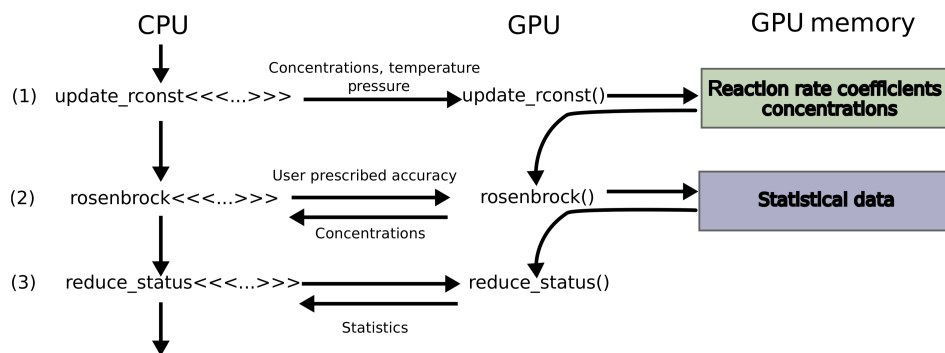 CPU
GPU
GPU memory
Concentrations, temperature
pressure
(1) update_rconst<<<...>>>
update_rconst()
Reaction rate coefficients
concentrations
User prescribed accuracy
(2) rosenbrock<<<...>>>
rosenbrock()
Statistical data
Concentrations
(3) reduce_status<<<...>>>
reduce_status()
Statistics